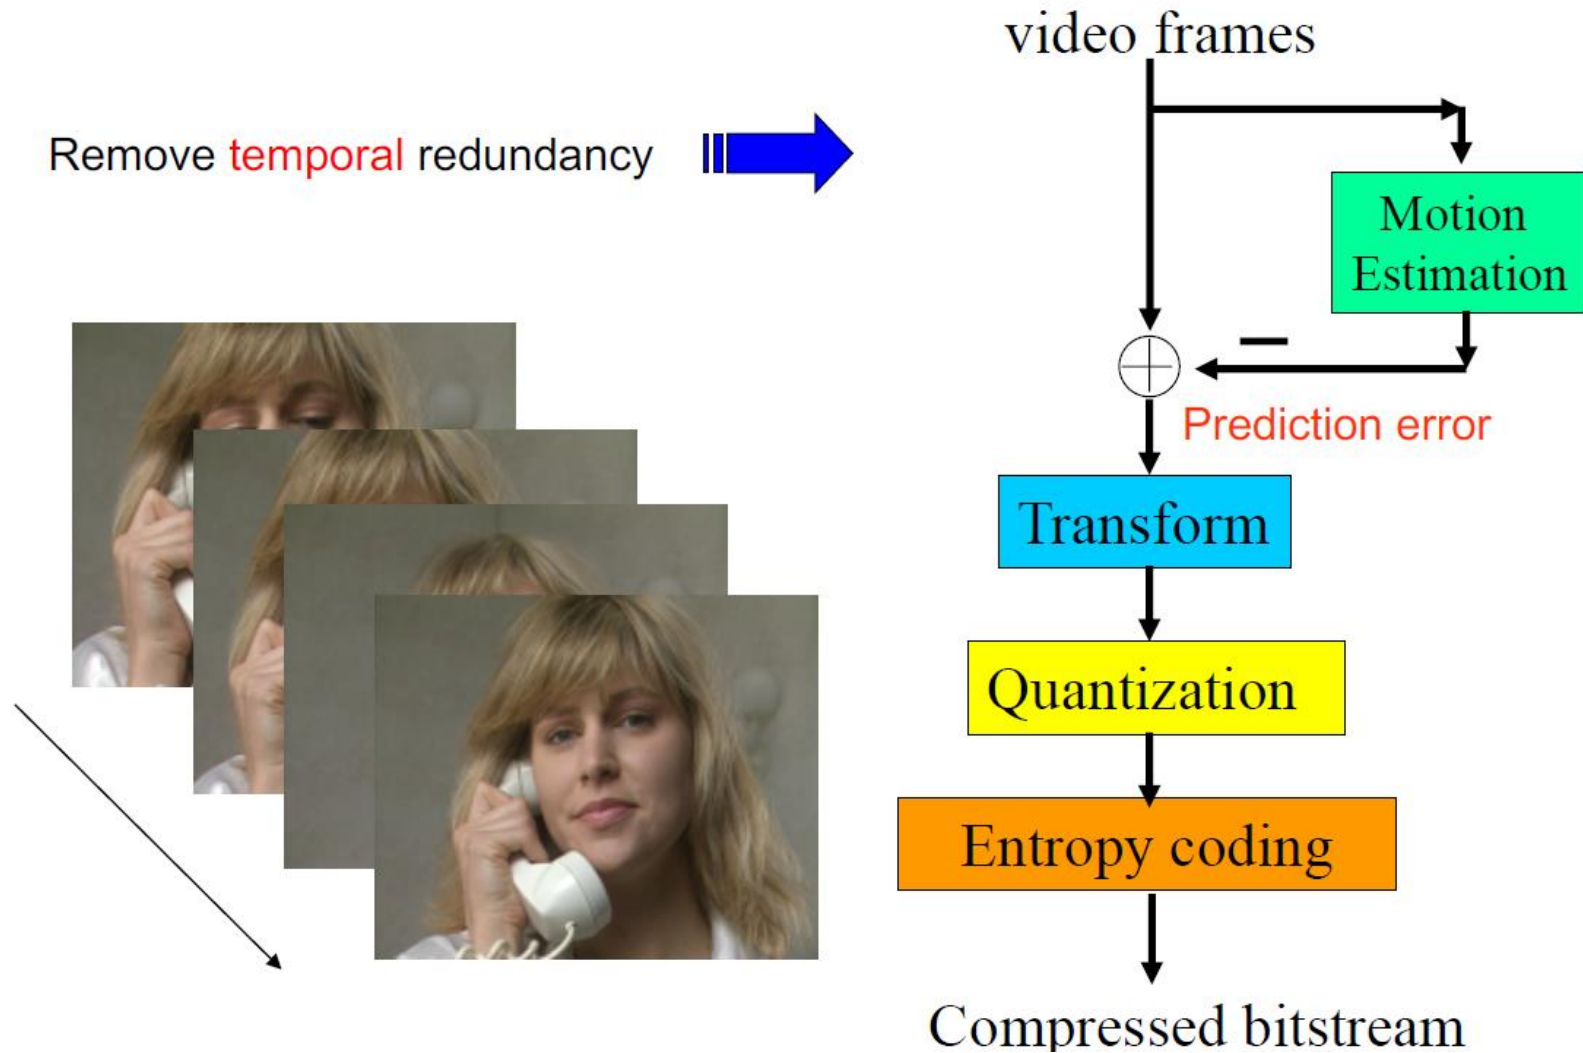 video frames
Remove temporal redundancy
Motion
Estimation
Prediction error
Transform
Quantization
Entropy coding
Compressed bitstream